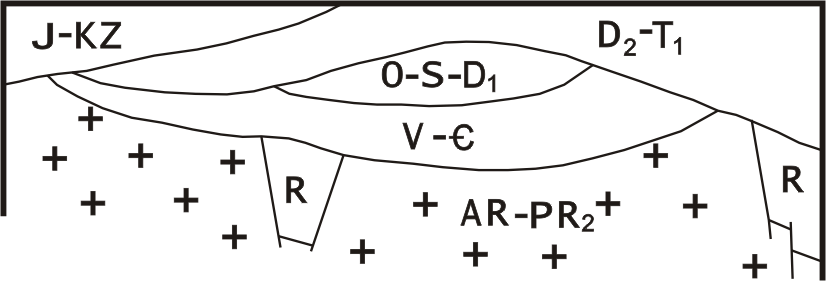 J-KZ
D₂-T₁
O-S-D₁
V-Є
R
R
AR-PR₂